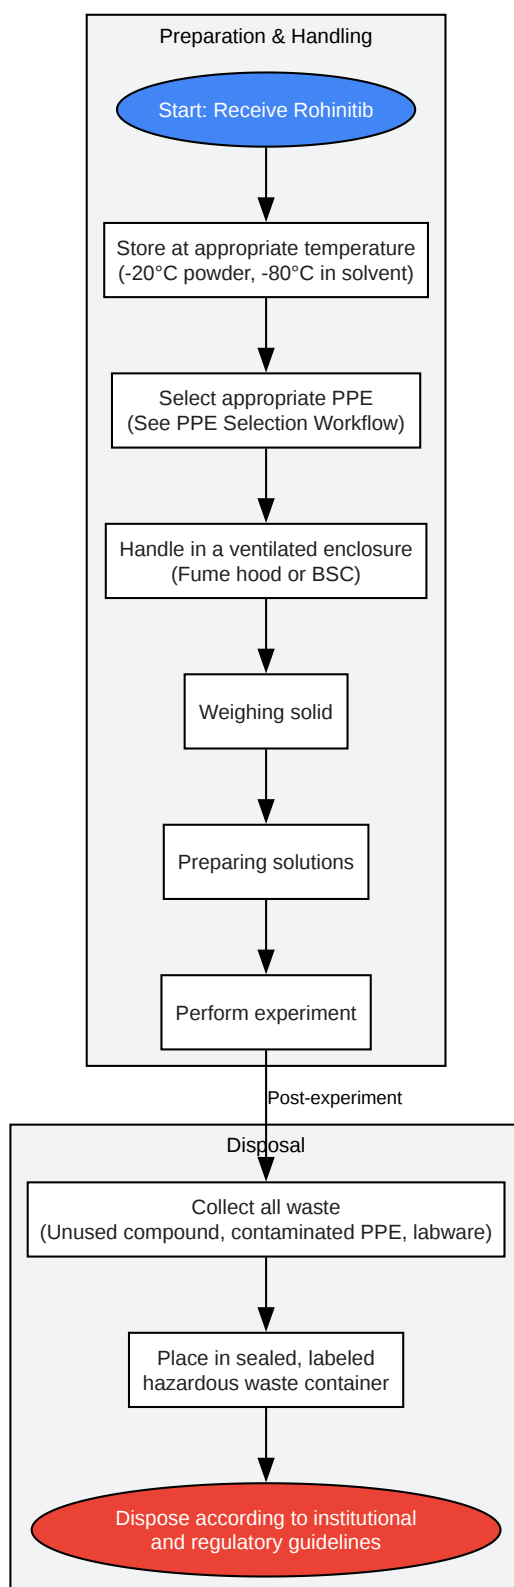 Preparation & Handling
Start: Receive Rohinitib
Store at appropriate temperature
(-20°C powder, -80°C in solvent)
Select appropriate PPE
(See PPE Selection Workflow)
Handle in a ventilated enclosure
(Fume hood or BSC)
Weighing solid
Preparing solutions
Perform experiment
Post-experiment
Disposal
Collect all waste
(Unused compound, contaminated PPE, labware)
Place in sealed, labeled
hazardous waste container
Dispose according to institutional
and regulatory guidelines